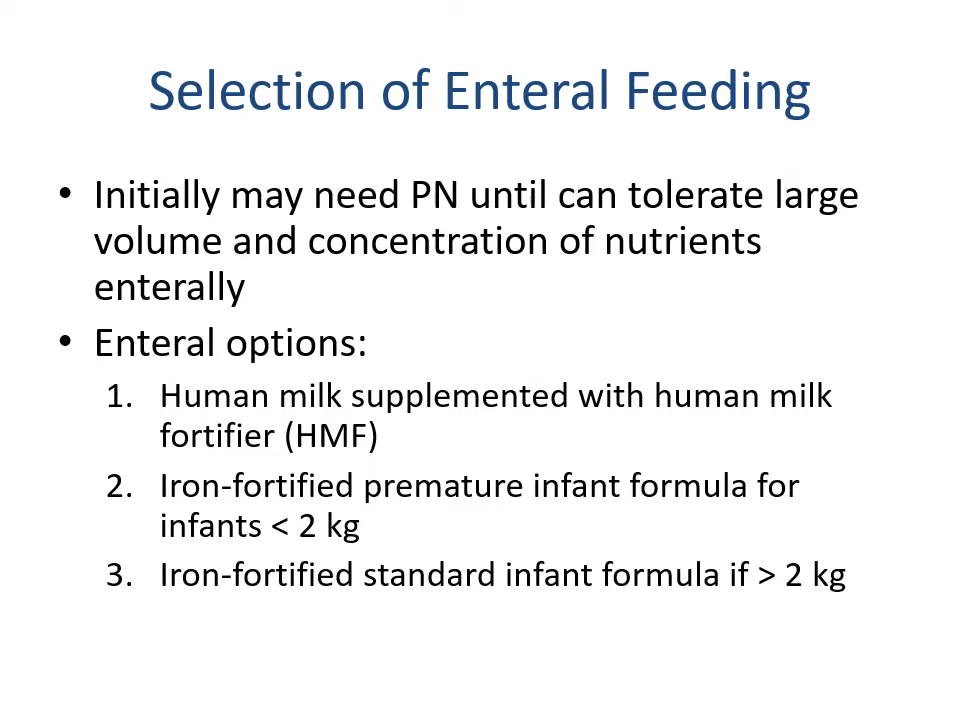 Selection of Enteral Feeding
• Initially may need PN until can tolerate large
volume and concentration of nutrients
enterally
• Enteral options:
1. Human milk supplemented with human milk
fortifier (HMF)
2. Iron-fortified premature infant formula for
infants < 2 kg
3. Iron-fortified standard infant formula if > 2 kg